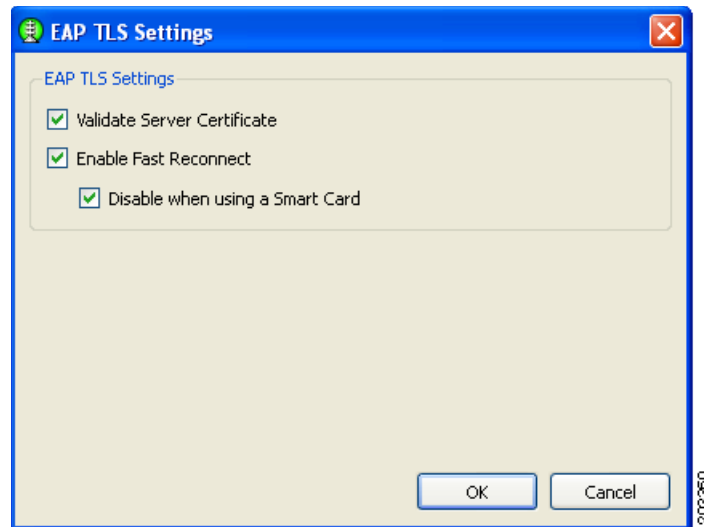 EAP TLS Settings
EAP TLS Settings
Validate Server Certificate
Enable Fast Reconnect
Disable when using a Smart Card
OK
Cancel